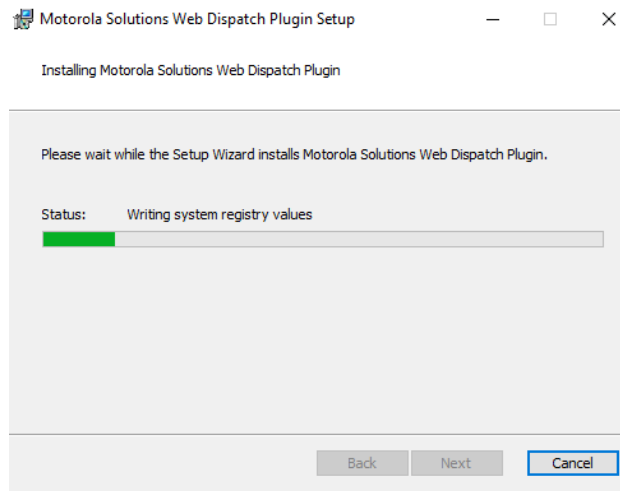 Motorola Solutions Web Dispatch Plugin Setup
Installing Motorola Solutions Web Dispatch Plugin
Please wait while the Setup Wizard installs Motorola Solutions Web Dispatch Plugin.
Status: Writing system registry values
Back Next Cancel